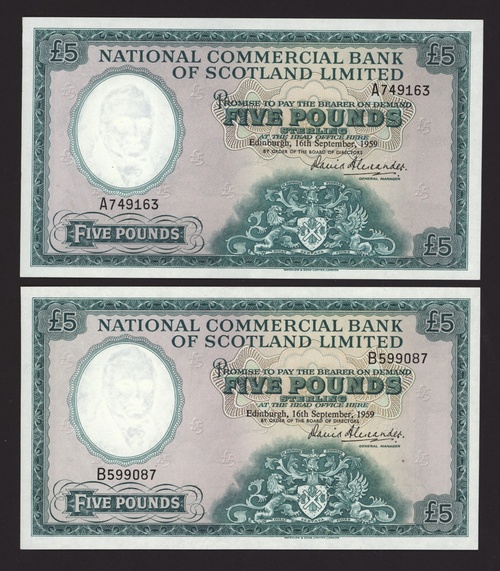 £5 £5
NATIONAL COMMERCIAL BANK
OF SCOTLAND LIMITED
A749163
PROMISE TO PAY THE BEARER ON DEMAND
FIVE POUNDS
STERLING
AT THE HEAD OFFICE HERE
Edinburgh, 16th September, 1959
BY ORDER OF THE BOARD OF DIRECTORS
David Alexander.
GENERAL MANAGER
A749163
FIVE POUNDS
£5
£5 £5
NATIONAL COMMERCIAL BANK
OF SCOTLAND LIMITED
B599087
PROMISE TO PAY THE BEARER ON DEMAND
FIVE POUNDS
STERLING
AT THE HEAD OFFICE HERE
Edinburgh, 16th September, 1959
BY ORDER OF THE BOARD OF DIRECTORS
David Alexander.
GENERAL MANAGER
B599087
FIVE POUNDS
£5